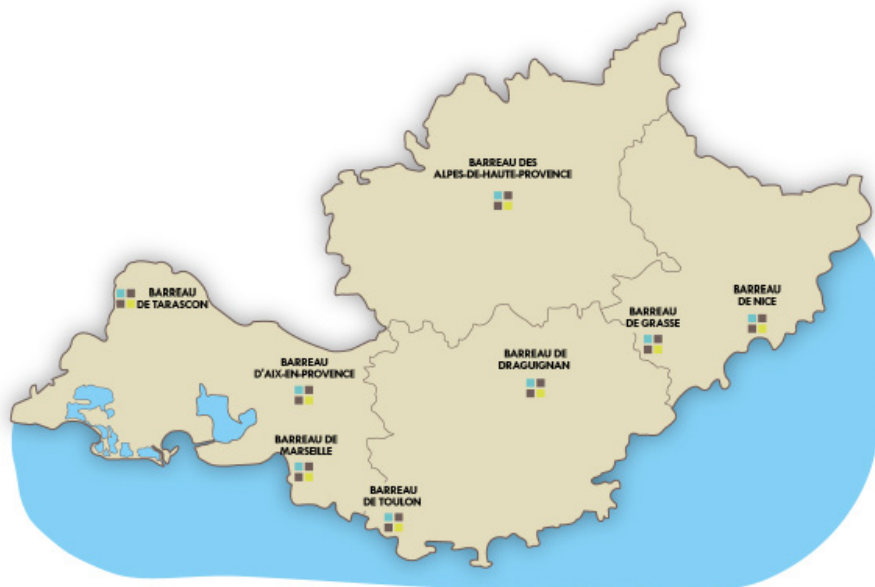 BARREAU DES
ALPES-DE-HAUTE-PROVENCE
BARREAU
DE TARASCON
BARREAU
DE NICE
BARREAU
DE GRASSE
BARREAU
D'AIX-EN-PROVENCE
BARREAU DE
DRAGUIGNAN
BARREAU DE
MARSEILLE
BARREAU
DE TOULON